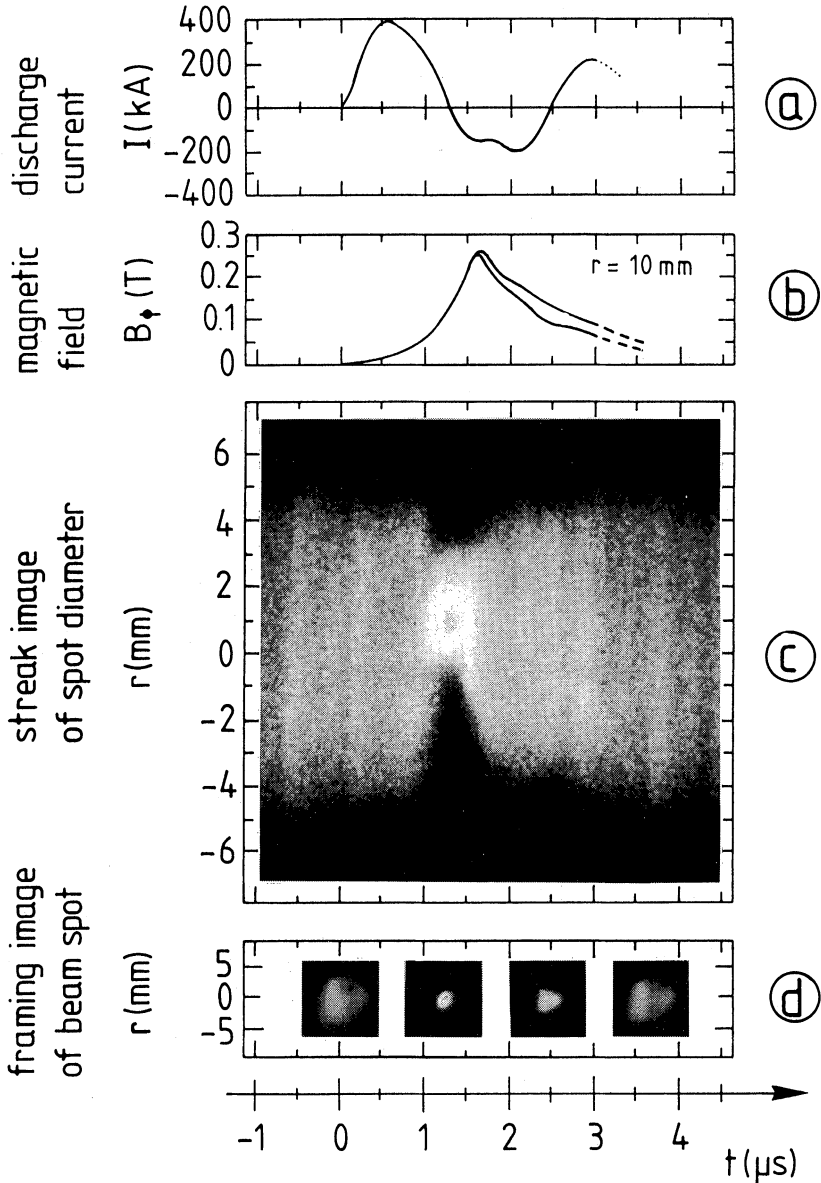 discharge
current
I (kA)
400
200
0
-200
-400
a
magnetic
field
Bϕ (T)
0.3
0.2
0.1
0
r = 10 mm
b
streak image
of spot diameter
r (mm)
6
4
2
0
-2
-4
-6
c
framing image
of beam spot
r (mm)
5
0
-5
d
-1 0 1 2 3 4
t (µs)